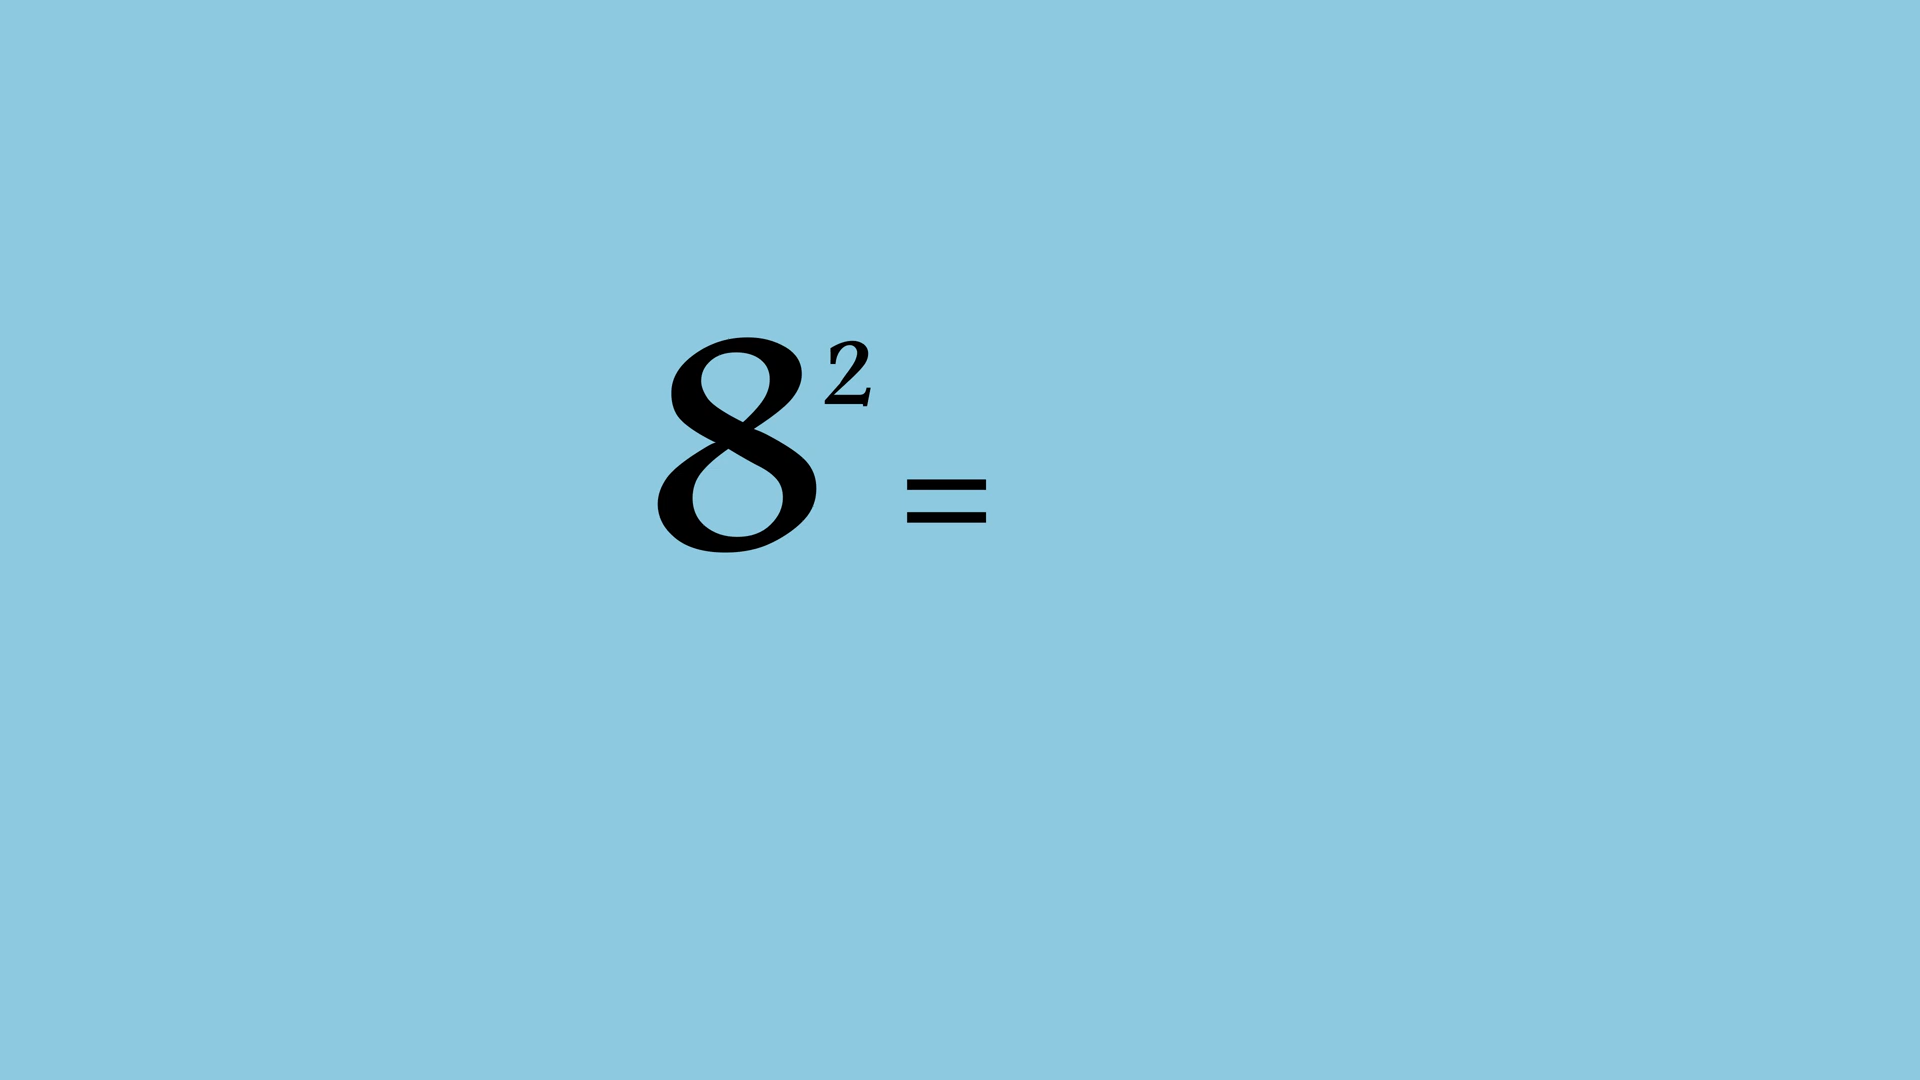 8² =